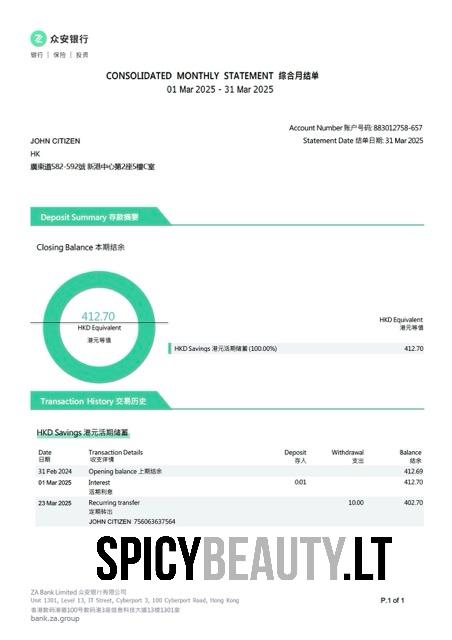 众安银行
银行 | 保险 | 投资
CONSOLIDATED MONTHLY STATEMENT 综合月结单
01 Mar 2025 - 31 Mar 2025
Account Number 账户号码: 883012758-657
Statement Date 结单日期: 31 Mar 2025
JOHN CITIZEN
HK
廣東道582-592號 新港中心第2座5樓C室
Deposit Summary 存款摘要
Closing Balance 本期结余
412.70
HKD Equivalent
港元等值
HKD Equivalent
港元等值
HKD Savings 港元活期储蓄 (100.00%) 412.70
Transaction History 交易历史
HKD Savings 港元活期储蓄
Date Transaction Details Deposit Withdrawal Balance
日期 收支详情 存入 支出 结余
31 Feb 2024 Opening balance 上期结余 412.69
01 Mar 2025 Interest 0.01 412.70
活期利息
23 Mar 2025 Recurring transfer 10.00 402.70
定期转出
JOHN CITIZEN 756063637564
SPICYBEAUTY.LT
ZA Bank Limited 众安银行有限公司
Unit 1301, Level 13, IT Street, Cyberport 3, 100 Cyberport Road, Hong Kong
P.1 of 1
香港數码港道100号數码港3座信息科技大道13樓1301室
bank.za.group